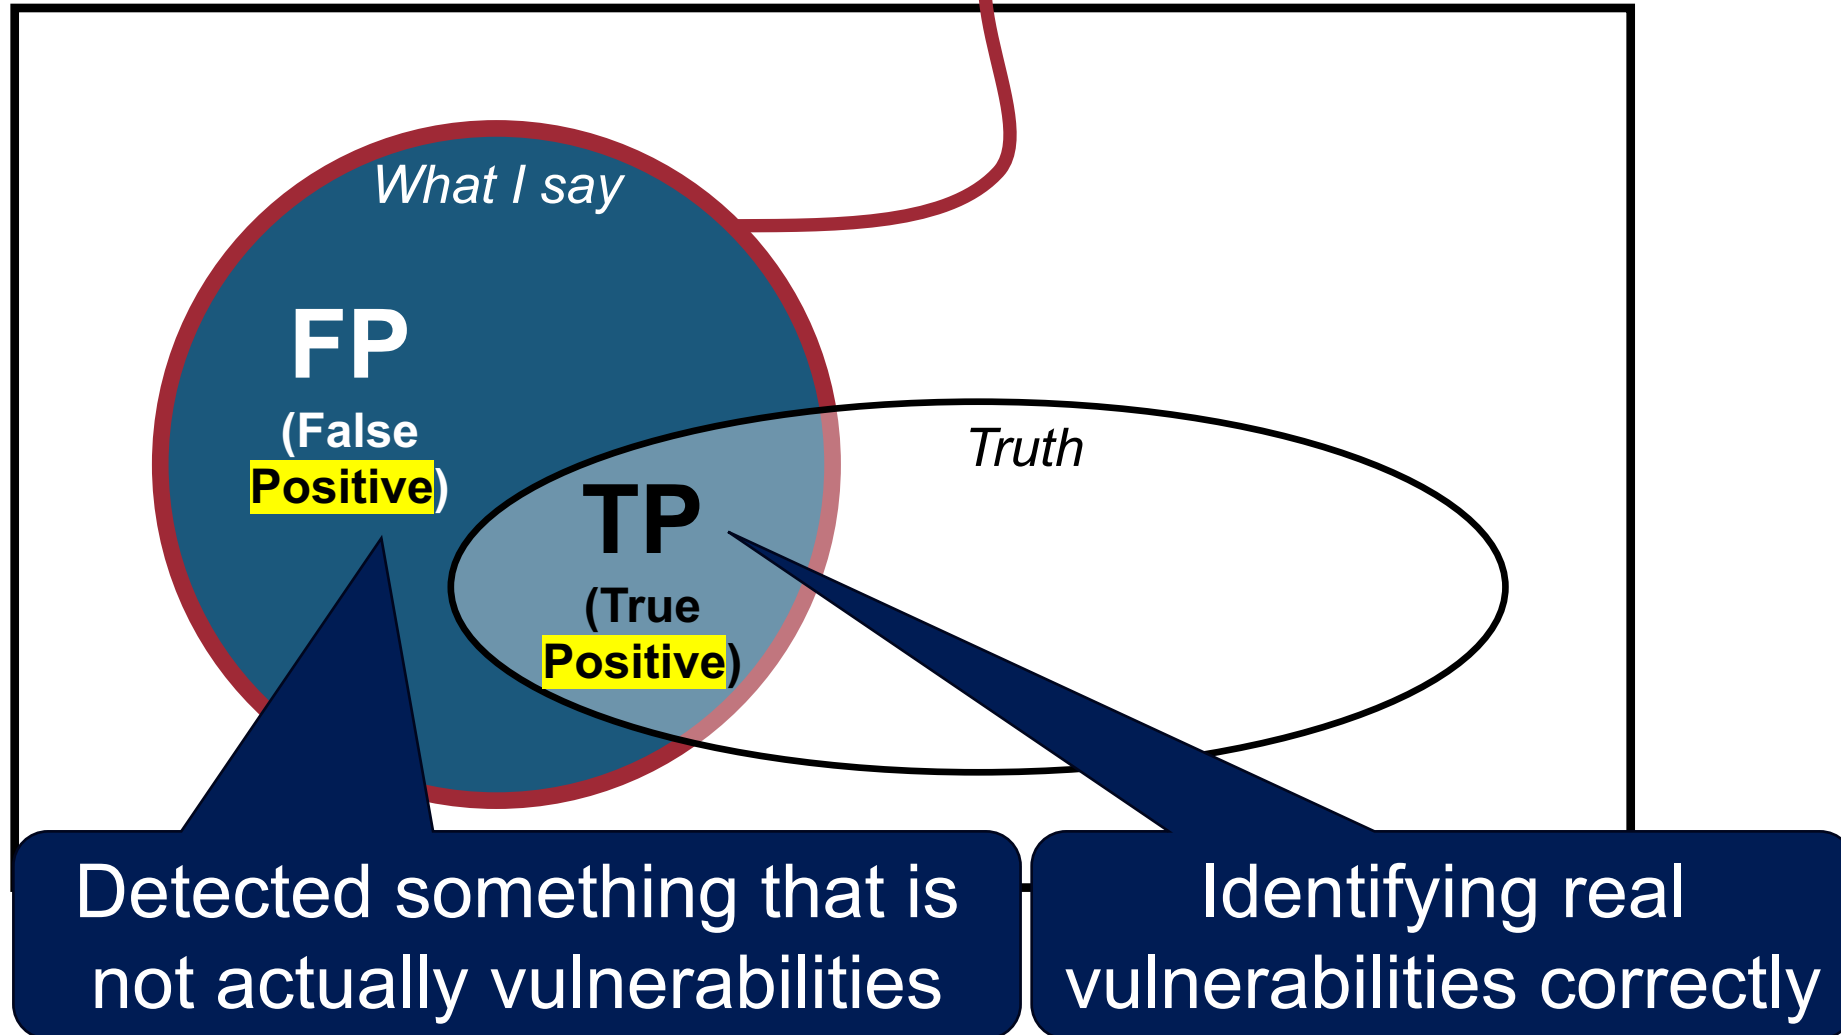 What I say
FP
(False
Positive)
Truth
TP
(True
Positive)
Detected something that is
not actually vulnerabilities
Identifying real
vulnerabilities correctly